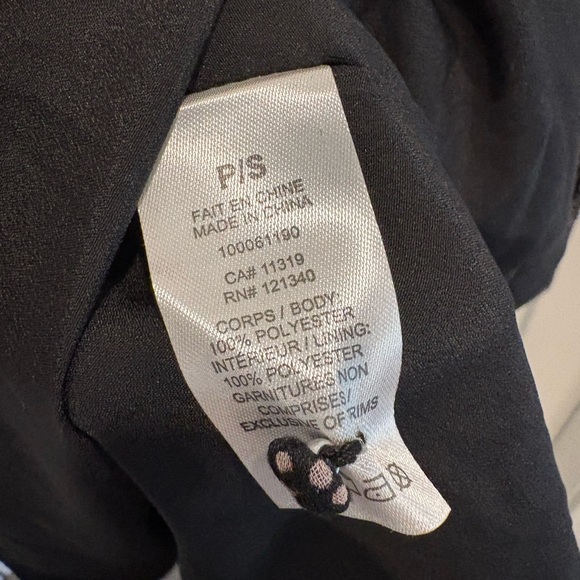 P/S
FAIT EN CHINE
MADE IN CHINA
100061190
CA# 11319
RN# 121340
CORPS / BODY:
100% POLYESTER
INTÉRIEUR / LINING:
100% POLYESTER
GARNITURES NON
COMPRISES/
EXCLUSIVE OF RIMS